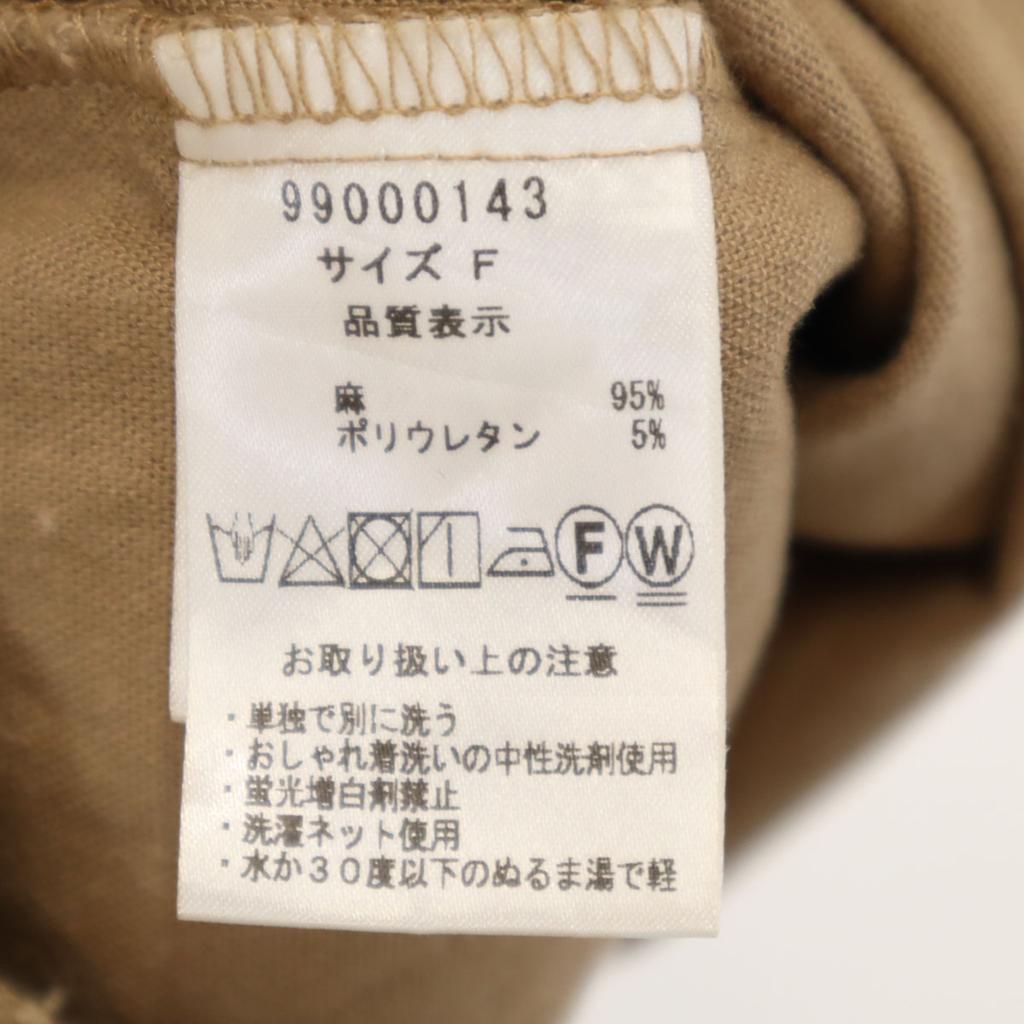 99000143
サイズ F
品質表示
麻 95%
ポリウレタン 5%
F W
お取り扱い上の注意
・単独で別に洗う
・おしゃれ着洗いの中性洗剤使用
・蛍光増白剤禁止
・洗濯ネット使用
・水か30度以下のぬるま湯で軽